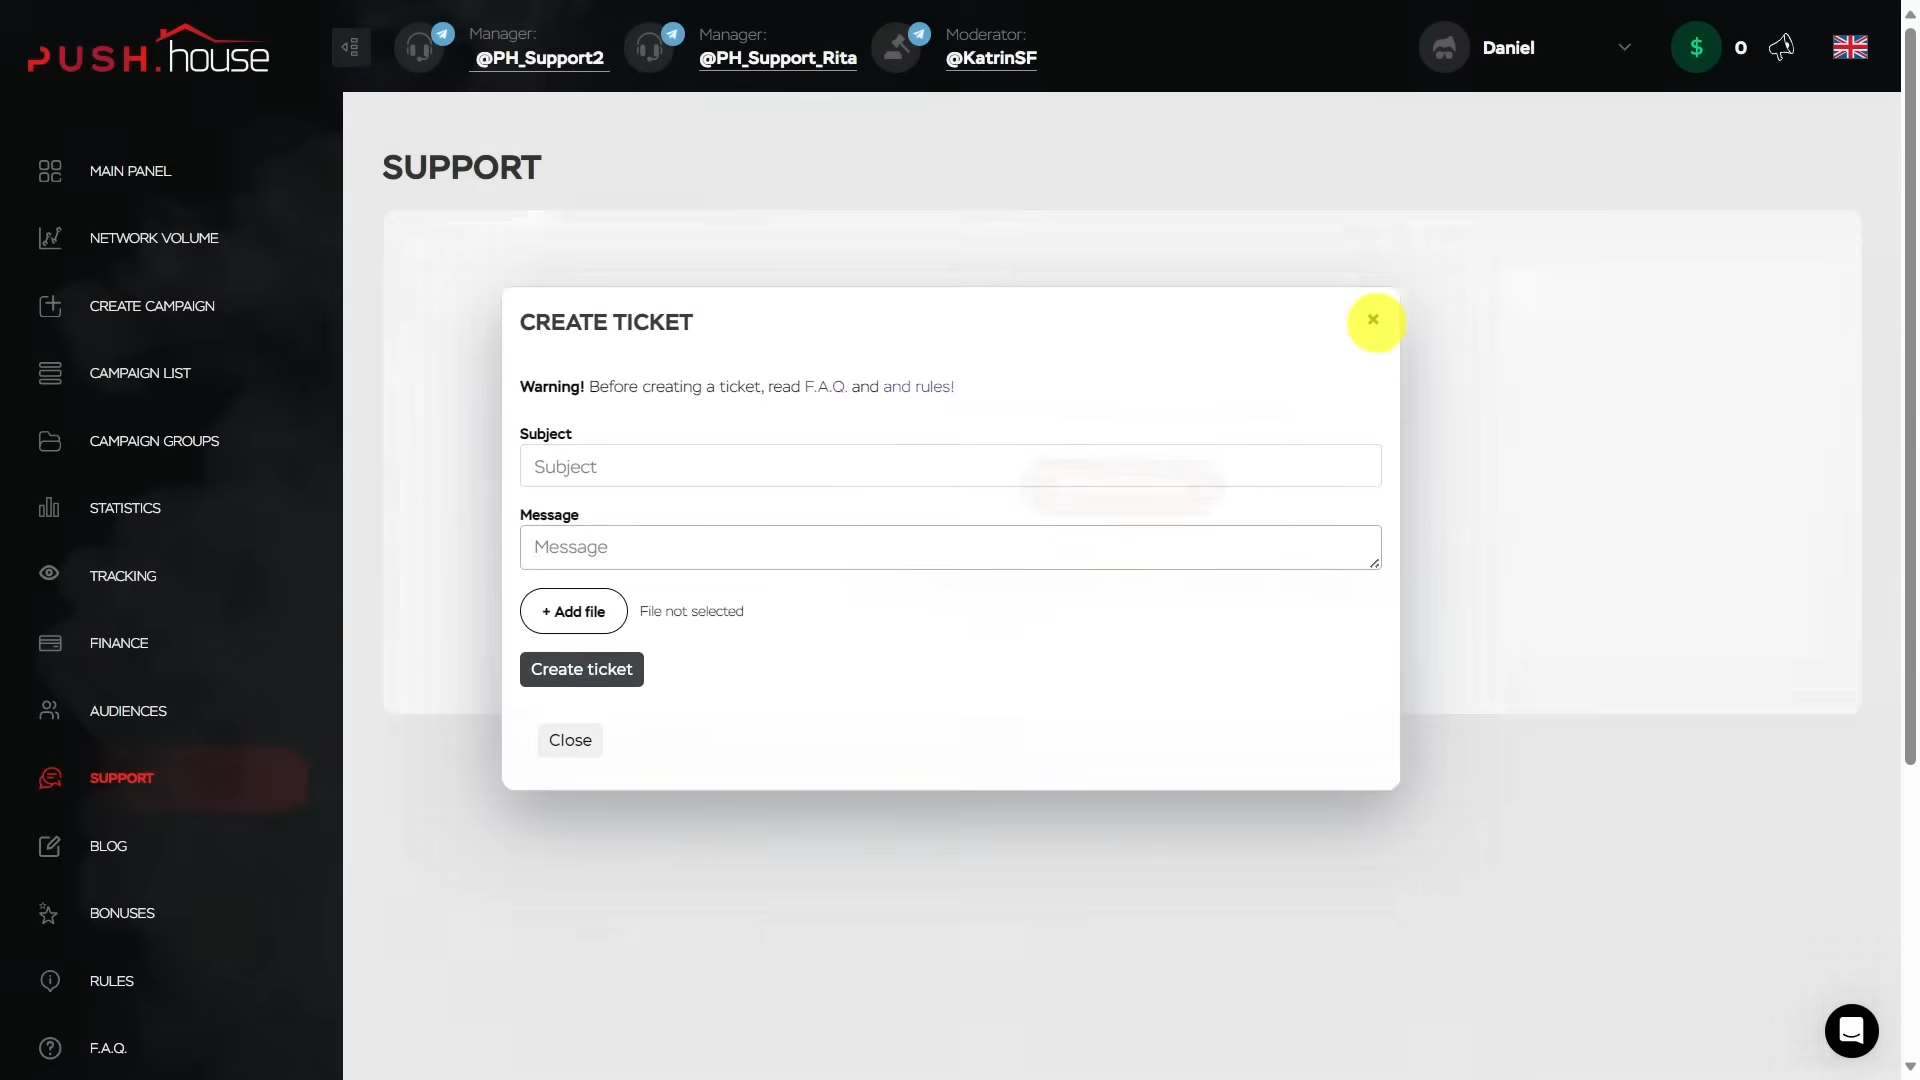 PUSH.house
Manager:
@PH_Support2
Manager:
@PH_Support_Rita
Moderator:
@KatrinSF
Daniel
$
0
MAIN PANEL
NETWORK VOLUME
CREATE CAMPAIGN
CAMPAIGN LIST
CAMPAIGN GROUPS
STATISTICS
TRACKING
FINANCE
AUDIENCES
SUPPORT
BLOG
BONUSES
RULES
F.A.Q.
SUPPORT
CREATE TICKET
×
Warning! Before creating a ticket, read F.A.Q. and and rules!
Subject
Subject
Message
Message
+ Add file
File not selected
Create ticket
Close